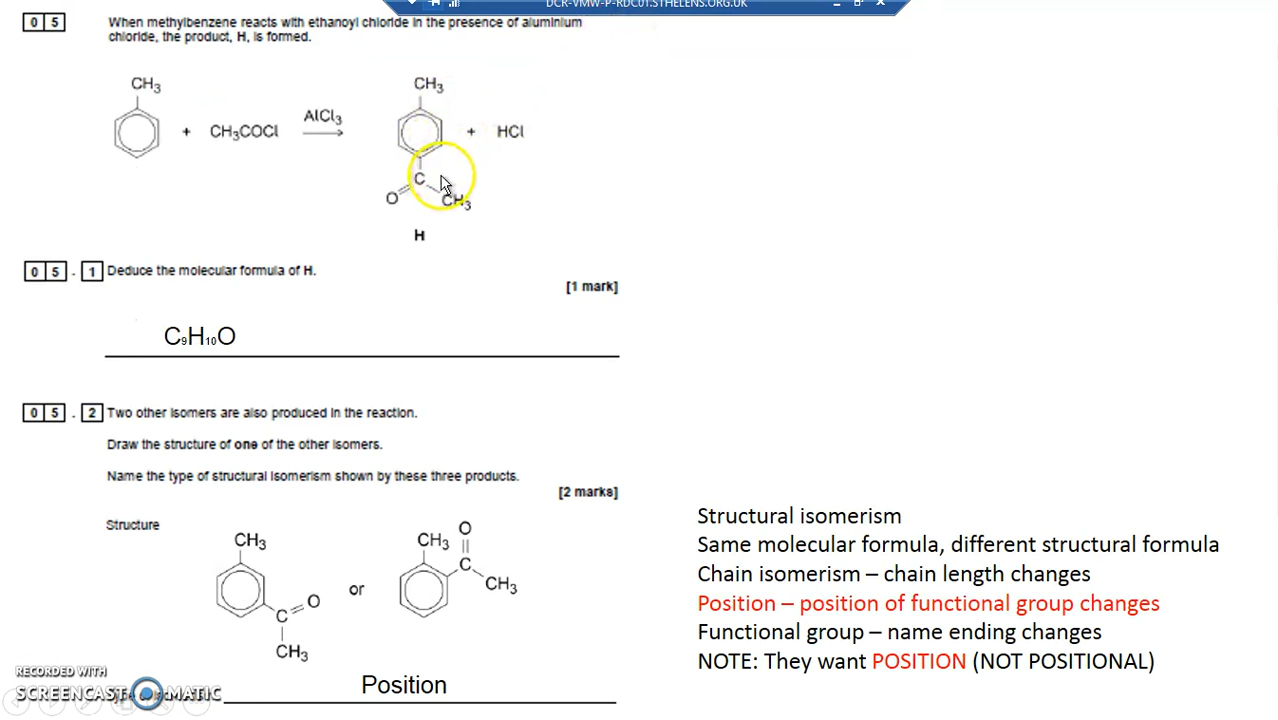 DCR-VMW-P-RDC01.STHELENS.ORG.UK
0 5 When methylbenzene reacts with ethanoyl chloride in the presence of aluminium
chloride, the product, H, is formed.
CH3 CH3
+ CH3COCl AlCl3 + HCl
C
O CH3
H
0 5 . 1 Deduce the molecular formula of H.
[1 mark]
C9H10O
0 5 . 2 Two other isomers are also produced in the reaction.
Draw the structure of one of the other isomers.
Name the type of structural isomerism shown by these three products.
[2 marks]
Structure
CH3 CH3 O
C
CH3
or
O
C
CH3
Position
Structural isomerism
Same molecular formula, different structural formula
Chain isomerism – chain length changes
Position – position of functional group changes
Functional group – name ending changes
NOTE: They want POSITION (NOT POSITIONAL)
RECORDED WITH
SCREENCAST MATIC